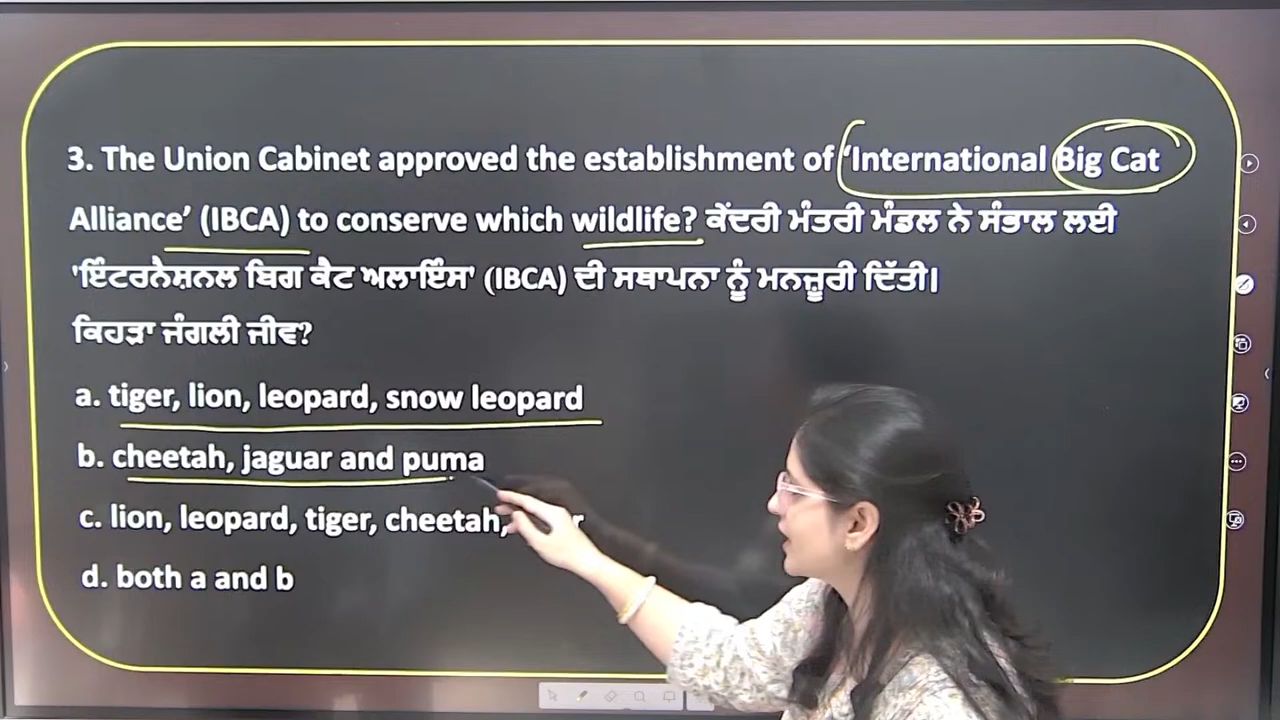 3. The Union Cabinet approved the establishment of ‘International Big Cat
Alliance’ (IBCA) to conserve which wildlife? ਕੇਂਦਰੀ ਮੰਤਰੀ ਮੰਡਲ ਨੇ ਸੰਭਾਲ ਲਈ
'ਇੰਟਰਨੈਸ਼ਨਲ ਬਿਗ ਕੈਟ ਅਲਾਇੰਸ' (IBCA) ਦੀ ਸਥਾਪਨਾ ਨੂੰ ਮਨਜ਼ੂਰੀ ਦਿੱਤੀ।
ਕਿਹੜਾ ਜੰਗਲੀ ਜੀਵ?
a. tiger, lion, leopard, snow leopard
b. cheetah, jaguar and puma
c. lion, leopard, tiger, cheetah,
d. both a and b